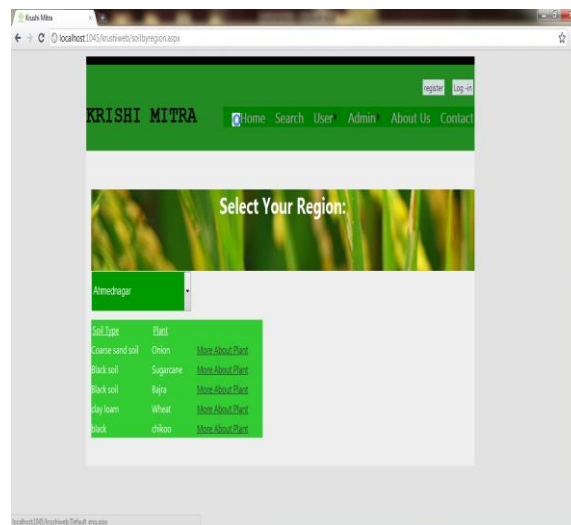 Krushi Mitra
localhost:1045/krushiweb/soilbyregion.aspx
register Log-in
KRISHI MITRA
Home Search User Admin About Us Contact
Select Your Region:
Ahmednagar
Soil Type Plant
Coarse sand soil Onion More About Plant
Black soil Sugarcane More About Plant
Black soil Bajra More About Plant
clay loam Wheat More About Plant
black chikoo More About Plant
localhost:1045/krushiweb/Default_eng.aspx